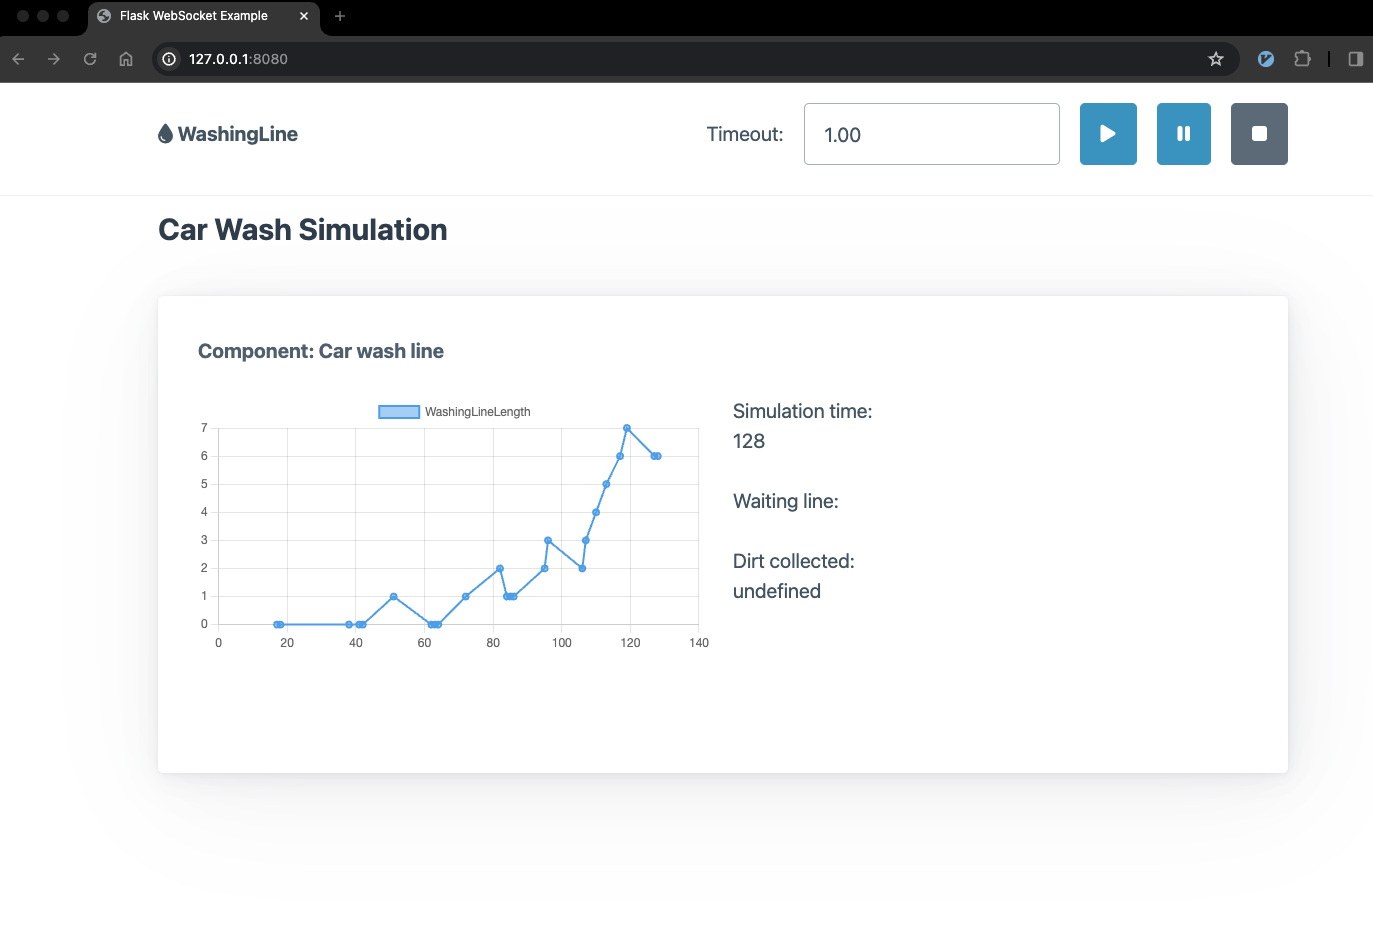 Flask WebSocket Example
127.0.0.1:8080
WashingLine
Timeout:
1.00
Car Wash Simulation
Component: Car wash line
WashingLineLength
7
6
5
4
3
2
1
0
0 20 40 60 80 100 120 140
Simulation time:
128
Waiting line:
Dirt collected:
undefined